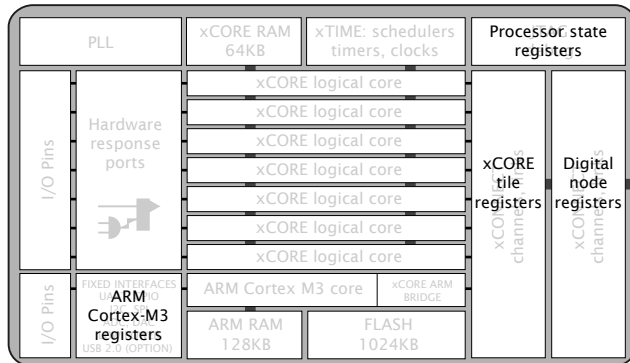 PLL
xCORE RAM
64KB
xTIME: schedulers
timers, clocks
Processor state
registers
I/O Pins
Hardware
response
ports
xCORE logical core
xCORE logical core
xCORE logical core
xCORE logical core
xCORE logical core
xCORE logical core
xCORE logical core
xCORE
tile
registers
Digital
node
registers
I/O Pins
FIXED INTERFACES
ARM
Cortex-M3
registers
USB 2.0 (OPTION)
ARM Cortex M3 core
xCORE ARM
BRIDGE
ARM RAM
128KB
FLASH
1024KB